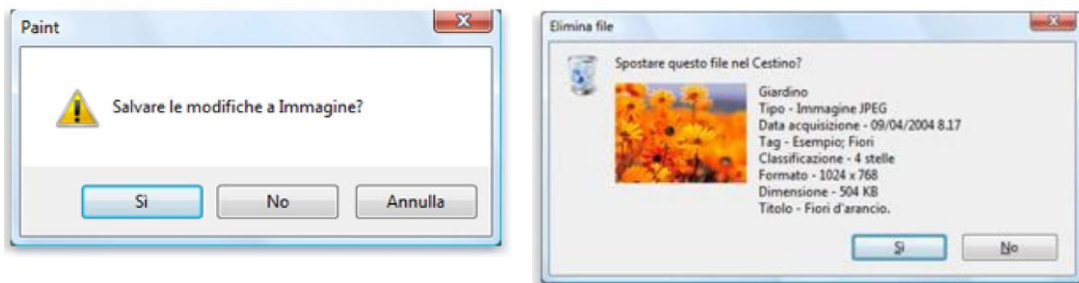 Paint
Salvare le modifiche a Immagine?
Sì
No
Annulla
Elimina file
Spostare questo file nel Cestino?
Giardino
Tipo - Immagine JPEG
Data acquisizione - 09/04/2004 8.17
Tag - Esempio; Fiori
Classificazione - 4 stelle
Formato - 1024 x 768
Dimensione - 504 KB
Titolo - Fiori d'arancio.
Sì
No